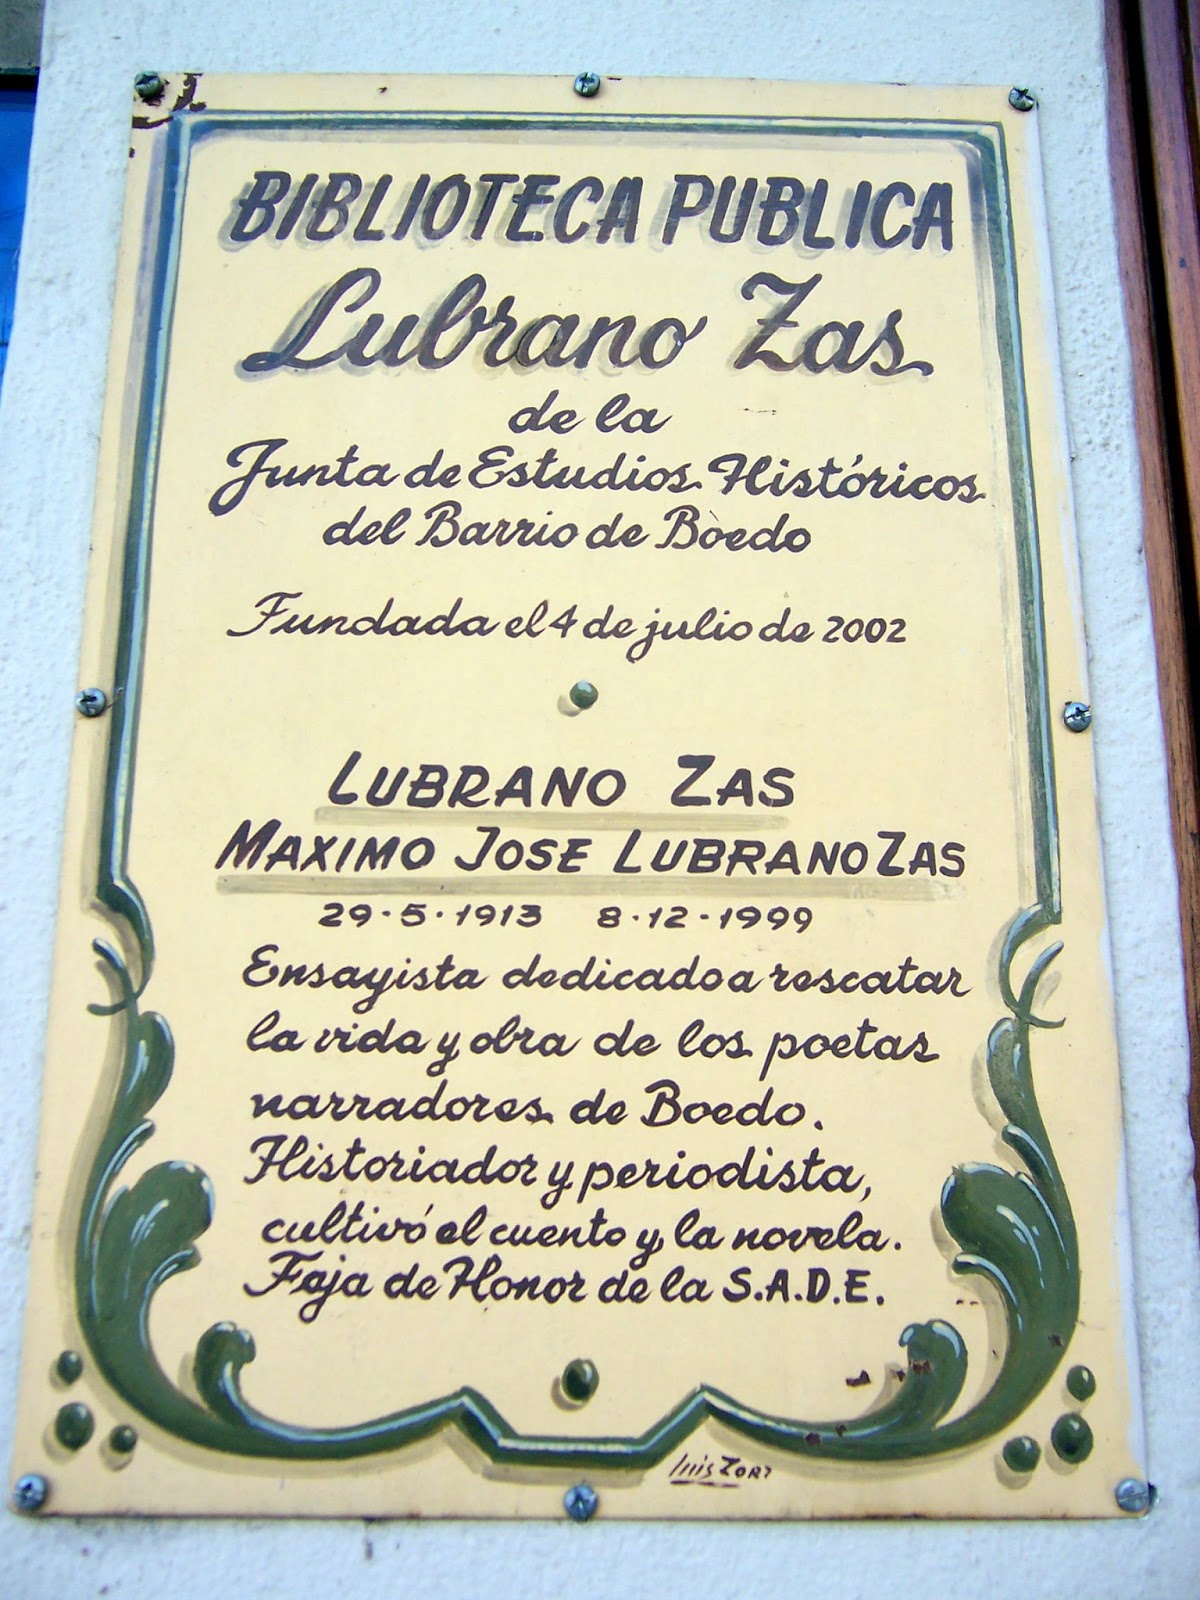 BIBLIOTECA PUBLICA
Lubrano Zas
de la
Junta de Estudios Históricos
del Barrio de Boedo
Fundada el 4 de julio de 2002
LUBRANO ZAS
MAXIMO JOSE LUBRANO ZAS
29-5-1913 8-12-1999
Ensayista dedicado a rescatar
la vida y obra de los poetas
narradores de Boedo.
Historiador y periodista,
cultivó el cuento y la novela.
Faja de Honor de la S.A.D.E.
Luis Zorz